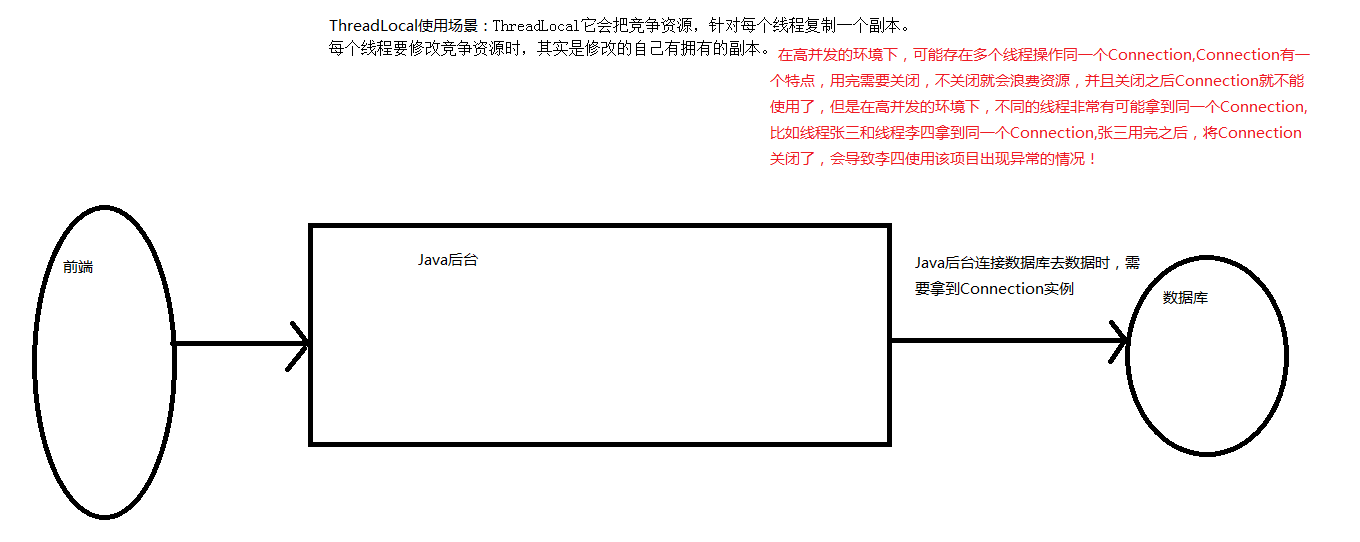 ThreadLocal使用场景：ThreadLocal它会把竞争资源，针对每个线程复制一个副本。
每个线程要修改竞争资源时，其实是修改的自己有拥有的副本。
在高并发的环境下，可能存在多个线程操作同一个Connection,Connection有一
个特点，用完需要关闭，不关闭就会浪费资源，并且关闭之后Connection就不能
使用了，但是在高并发的环境下，不同的线程非常有可能拿到同一个Connection,
比如线程张三和线程李四拿到同一个Connection,张三用完之后，将Connection
关闭了，会导致李四使用该项目出现异常的情况！
前端
Java后台
Java后台连接数据库去数据时，需
要拿到Connection实例
数据库